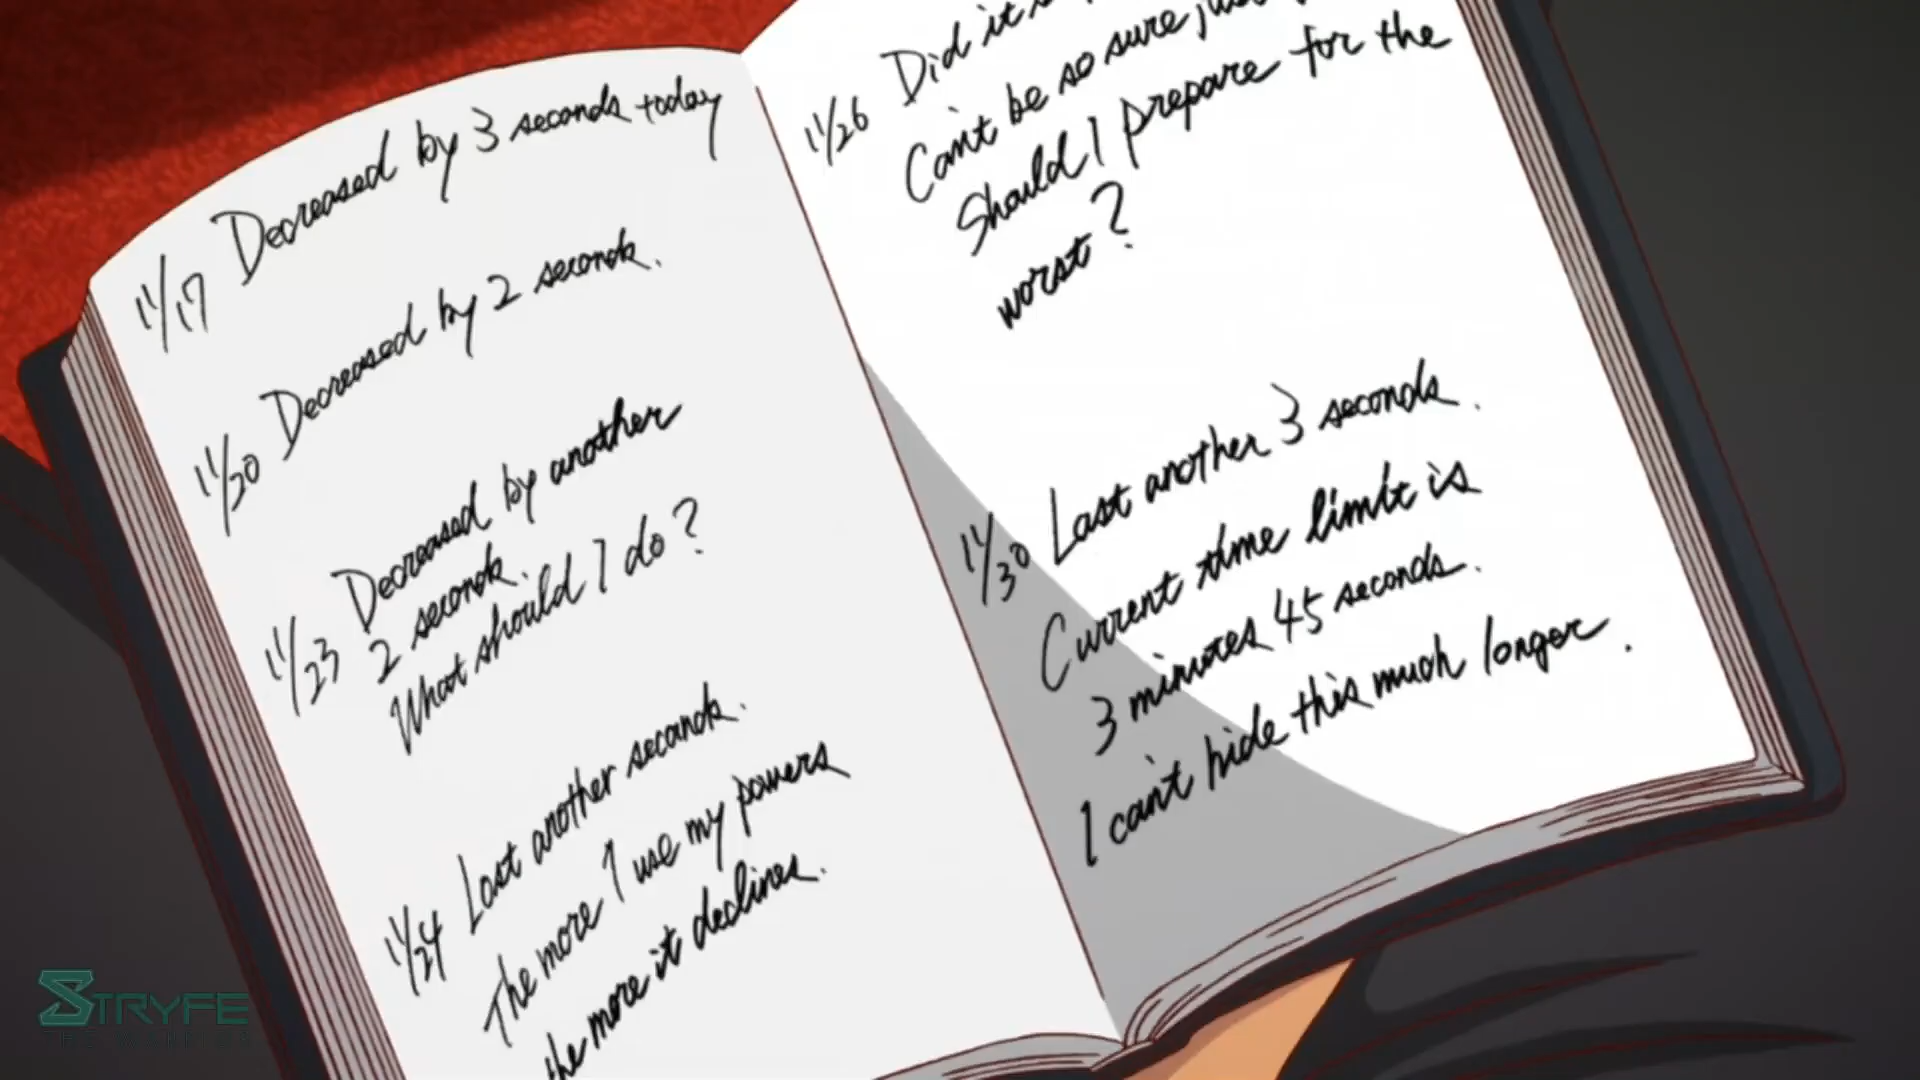 11/17 Decreased by 3 seconds today
11/20 Decreased by 2 seconds.
11/23 Decreased by another
2 seconds.
What should I do?
11/24 Last another seconds.
The more I use my powers
the more it declines.
11/26 Did it
Can't be so sure, just
Should I prepare for the
worst?
11/30 Last another 3 seconds.
Current time limit is
3 minutes 45 seconds.
I can't hide this much longer.
STRYFE